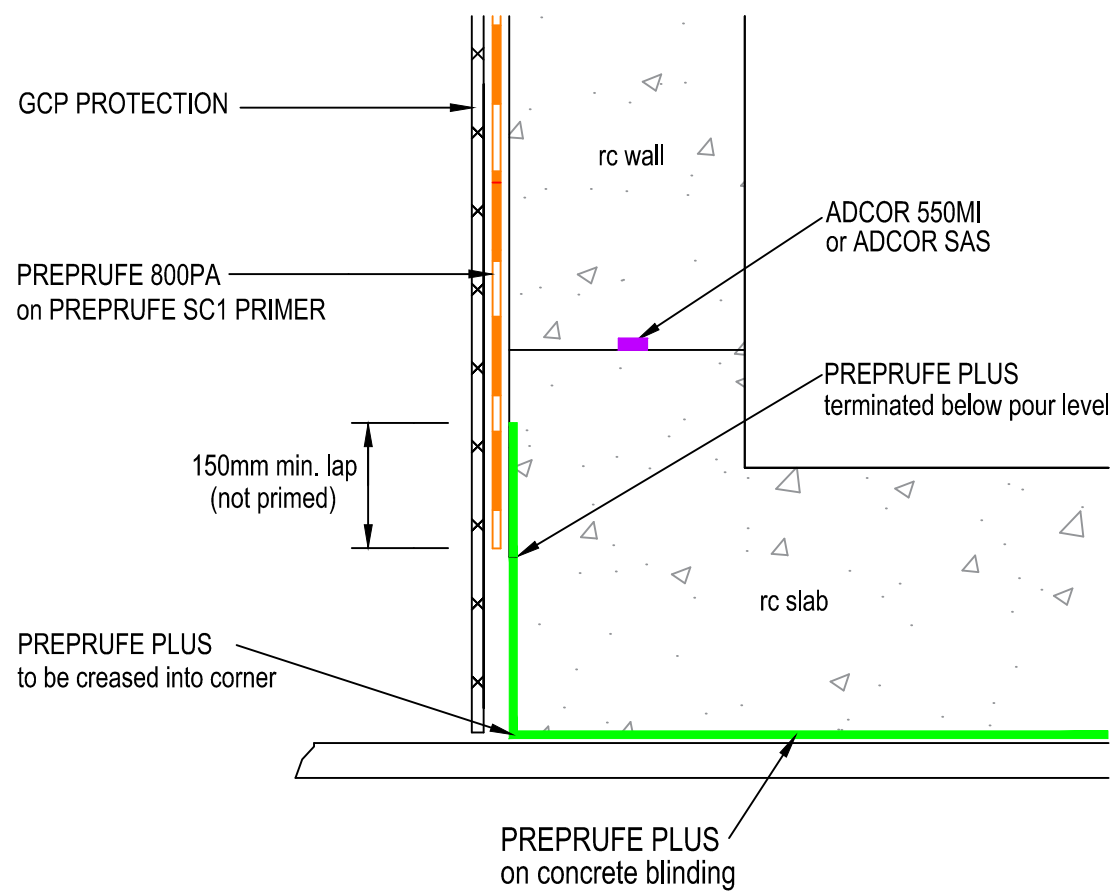 GCP PROTECTION
rc wall
ADCOR 550MI
or ADCOR SAS
PREPRUFE 800PA
on PREPRUFE SC1 PRIMER
PREPRUFE PLUS
terminated below pour level
150mm min. lap
(not primed)
rc slab
PREPRUFE PLUS
to be creased into corner
PREPRUFE PLUS
on concrete blinding